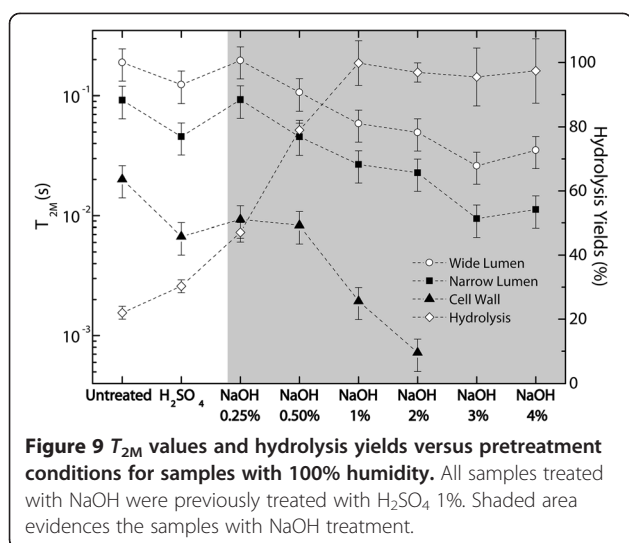 10⁻¹
10⁻²
10⁻³
T₂M (s)
100
80
60
40
20
0
Hydrolysis Yields (%)
Wide Lumen
Narrow Lumen
Cell Wall
Hydrolysis
Untreated H₂SO₄ NaOH NaOH NaOH NaOH NaOH NaOH
0.25% 0.50% 1% 2% 3% 4%
Figure 9 T₂M values and hydrolysis yields versus pretreatment
conditions for samples with 100% humidity. All samples treated
with NaOH were previously treated with H₂SO₄ 1%. Shaded area
evidences the samples with NaOH treatment.